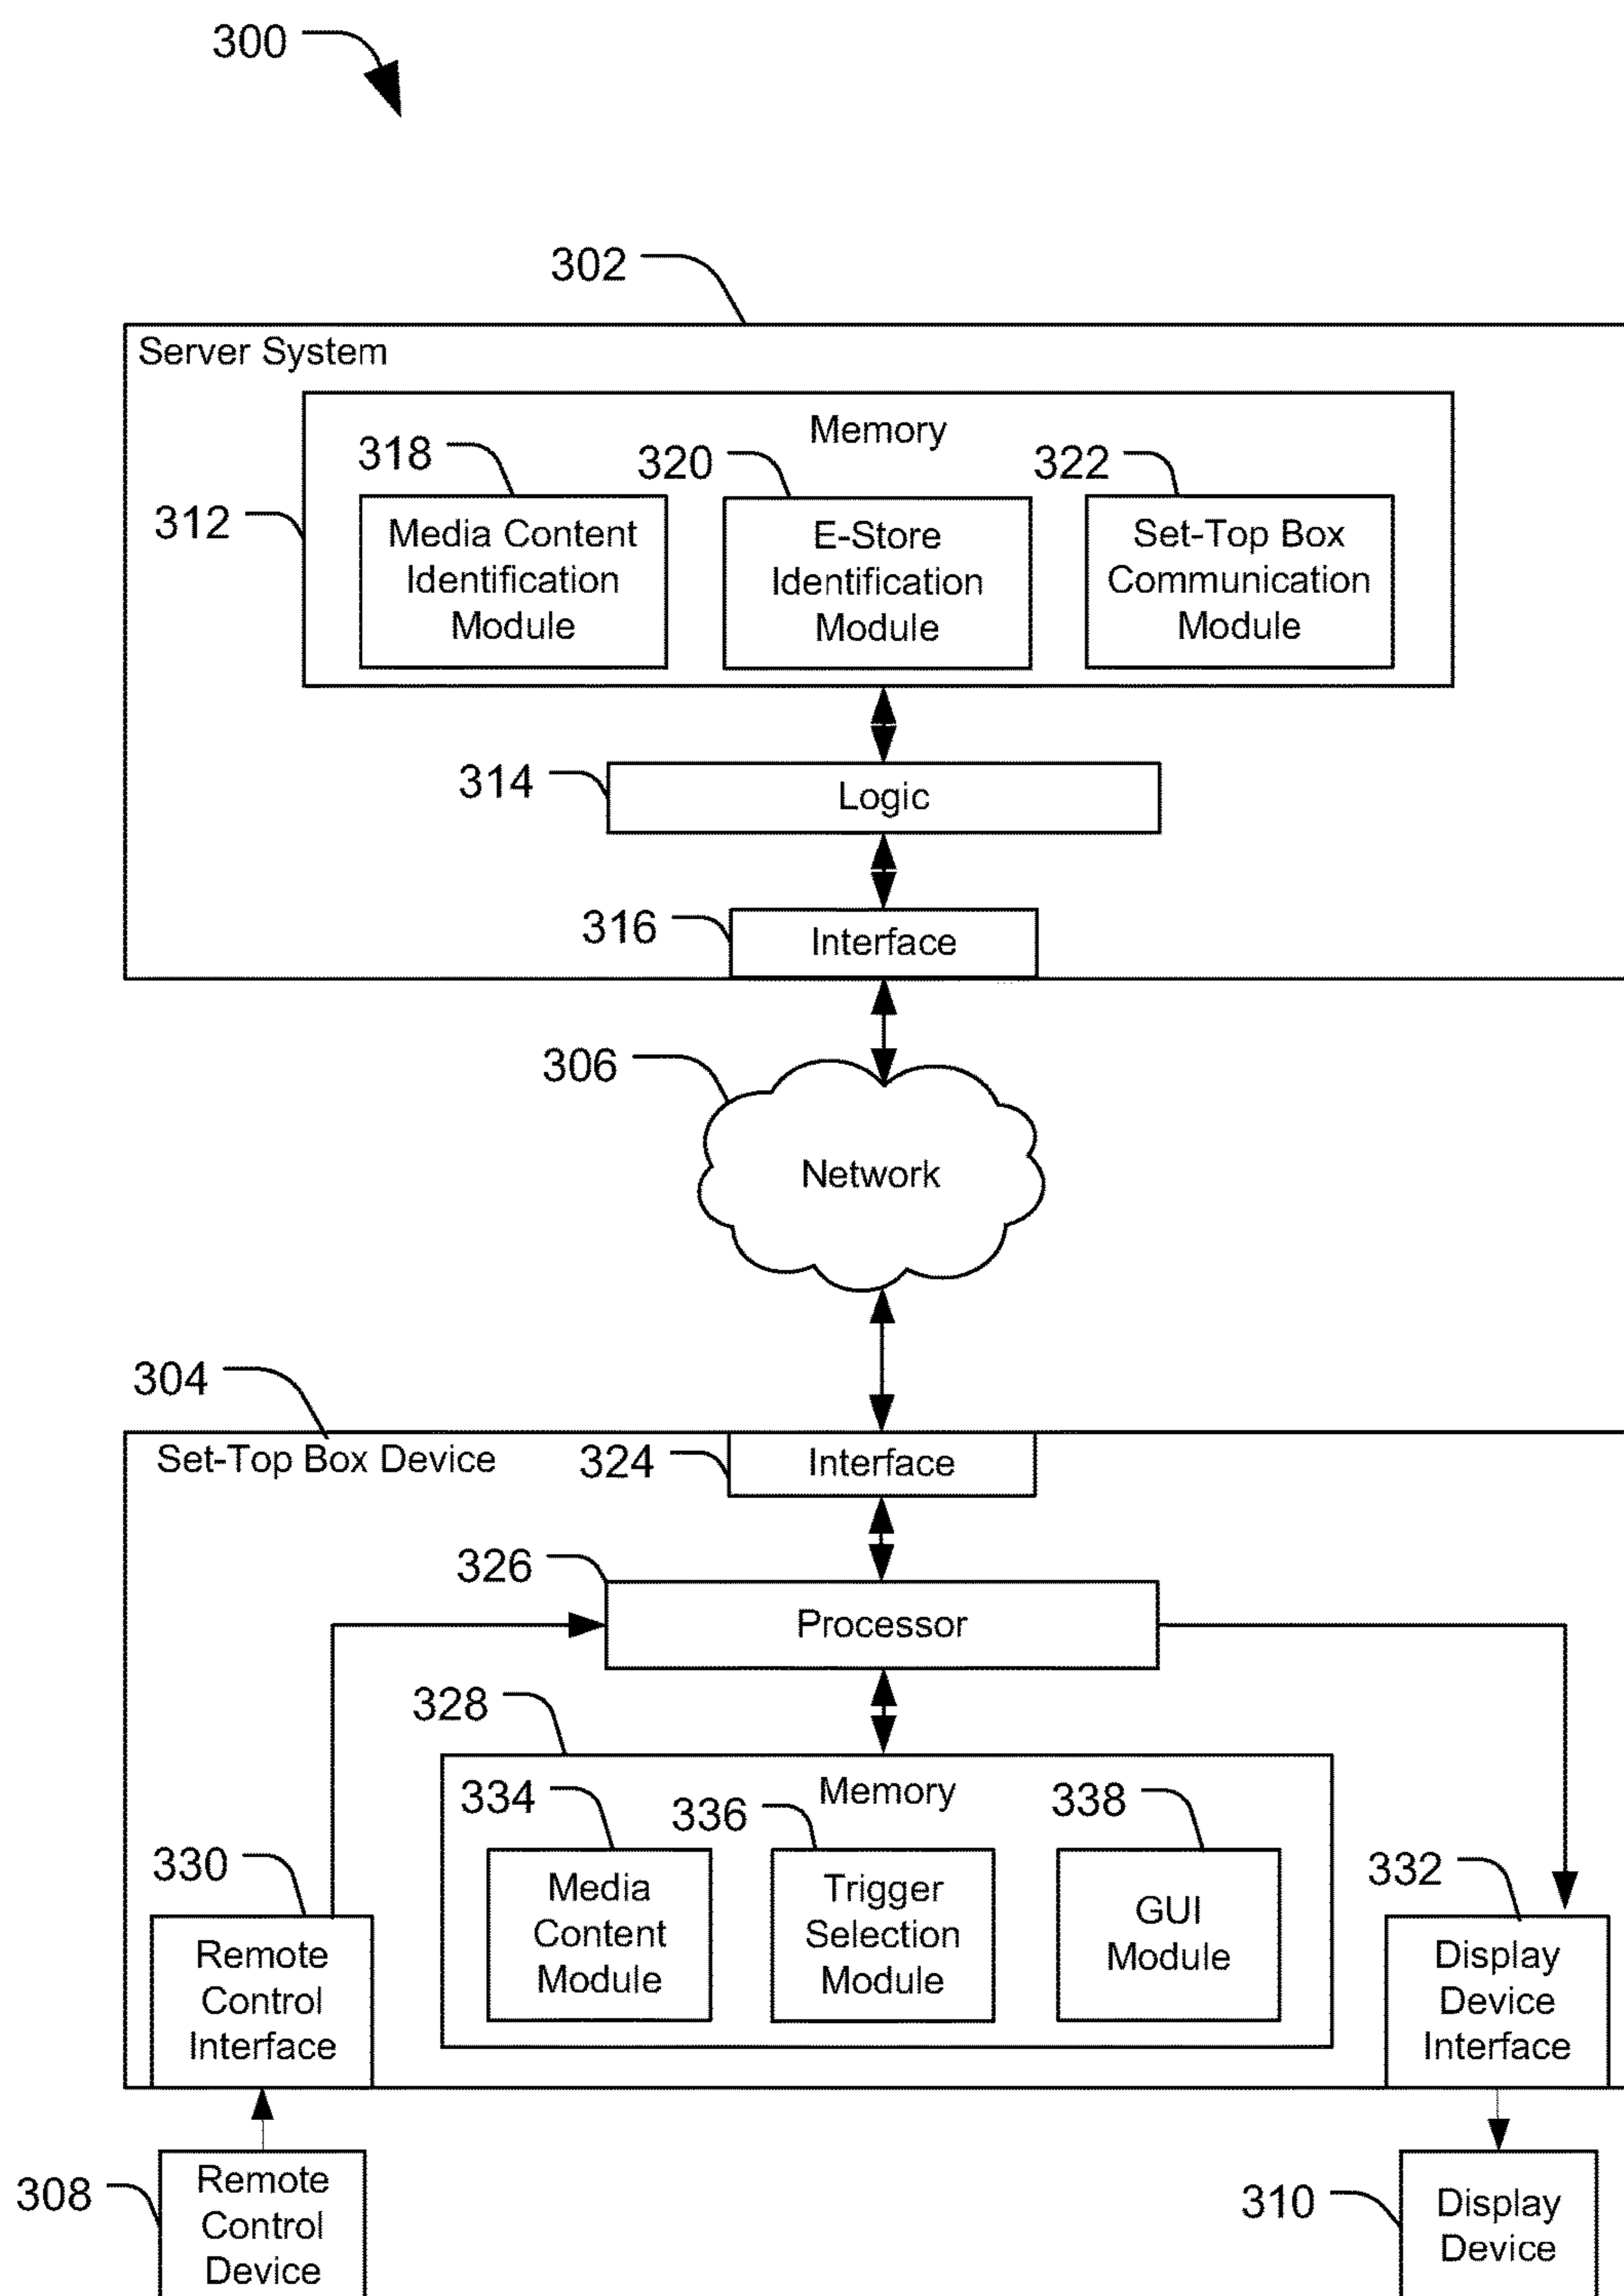 300
302
Server System
Memory
318
320
322
312
Media Content
Identification
Module
E-Store
Identification
Module
Set-Top Box
Communication
Module
314
Logic
316
Interface
306
Network
304
Set-Top Box Device
324
Interface
326
Processor
328
Memory
334
336
338
330
332
Media
Content
Module
Trigger
Selection
Module
GUI
Module
Remote
Control
Interface
Display
Device
Interface
308
Remote
Control
Device
310
Display
Device